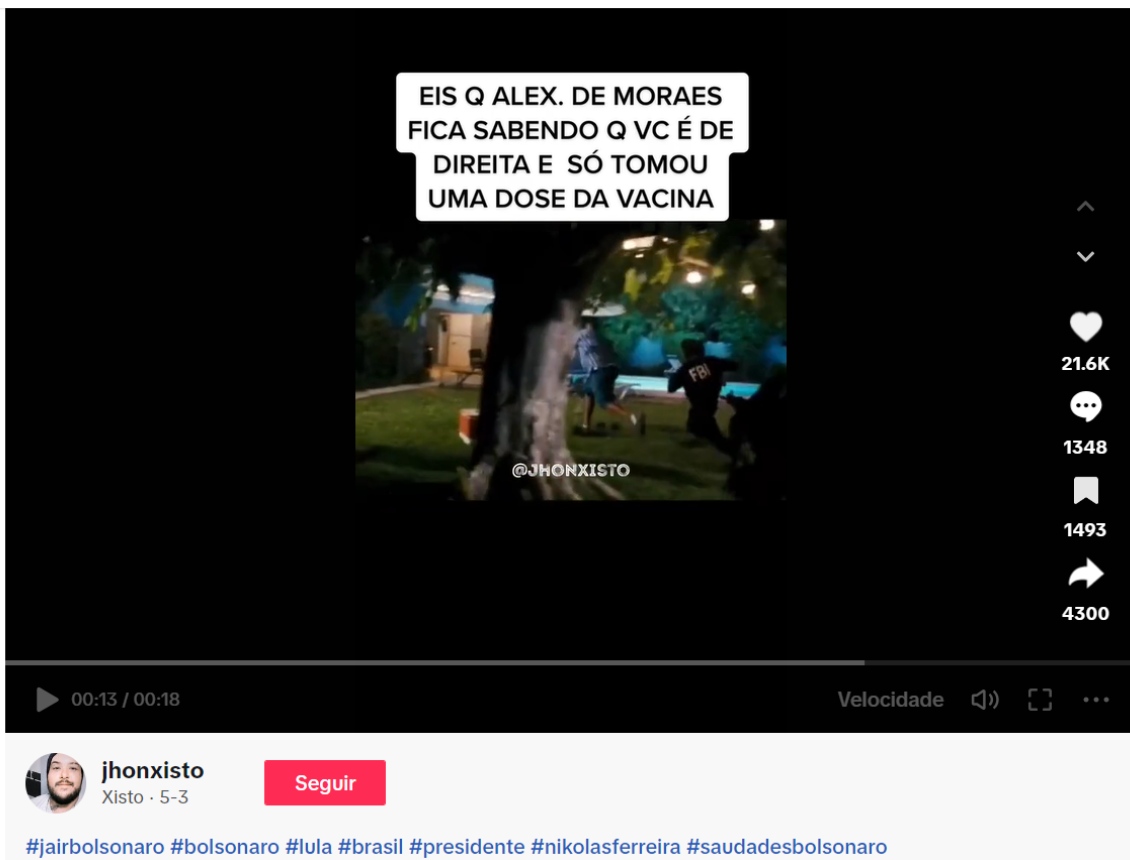 EIS Q ALEX. DE MORAES
FICA SABENDO Q VC É DE
DIREITA E SÓ TOMOU
UMA DOSE DA VACINA
FBI
@JHONXISTO
21.6K
1348
1493
4300
00:13 / 00:18
Velocidade
jhonxisto
Xisto · 5-3
Seguir
#jairbolsonaro #bolsonaro #lula #brasil #presidente #nikolasferreira #saudadesbolsonaro